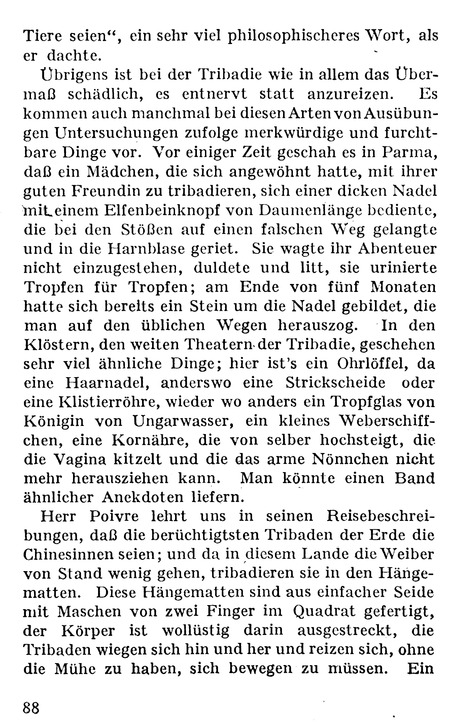 Tiere seien“, ein sehr viel philosophischeres Wort, als
er dachte.
Übrigens ist bei der Tribadie wie in allem das Über-
maß schädlich, es entnervt statt anzureizen. Es
kommen auch manchmal bei diesen Arten von Ausübun-
gen Untersuchungen zufolge merkwürdige und furcht-
bare Dinge vor. Vor einiger Zeit geschah es in Parma,
daß ein Mädchen, die sich angewöhnt hatte, mit ihrer
guten Freundin zu tribadieren, sich einer dicken Nadel
mit einem Elfenbeinknopf von Daumenlänge bediente,
die bei den Stößen auf einen falschen Weg gelangte
und in die Harnblase geriet. Sie wagte ihr Abenteuer
nicht einzugestehen, duldete und litt, sie urinierte
Tropfen für Tropfen; am Ende von fünf Monaten
hatte sich bereits ein Stein um die Nadel gebildet, die
man auf den üblichen Wegen herauszog. In den
Klöstern, den weiten Theatern der Tribadie, geschehen
sehr viel ähnliche Dinge; hier ist's ein Ohrlöffel, da
eine Haarnadel, anderswo eine Strickscheide oder
eine Klistierröhre, wieder wo anders ein Tropfglas von
Königin von Ungarwasser, ein kleines Weberschiff-
chen, eine Kornähre, die von selber hochsteigt, die
die Vagina kitzelt und die das arme Nönnchen nicht
mehr herausziehen kann. Man könnte einen Band
ähnlicher Anekdoten liefern.
Herr Poivre lehrt uns in seinen Reisebeschrei-
bungen, daß die berüchtigtsten Tribaden der Erde die
Chinesinnen seien; und da in diesem Lande die Weiber
von Stand wenig gehen, tribadieren sie in den Hänge-
matten. Diese Hängematten sind aus einfacher Seide
mit Maschen von zwei Finger im Quadrat gefertigt,
der Körper ist wollüstig darin ausgestreckt, die
Tribaden wiegen sich hin und her und reizen sich, ohne
die Mühe zu haben, sich bewegen zu müssen. Ein
88